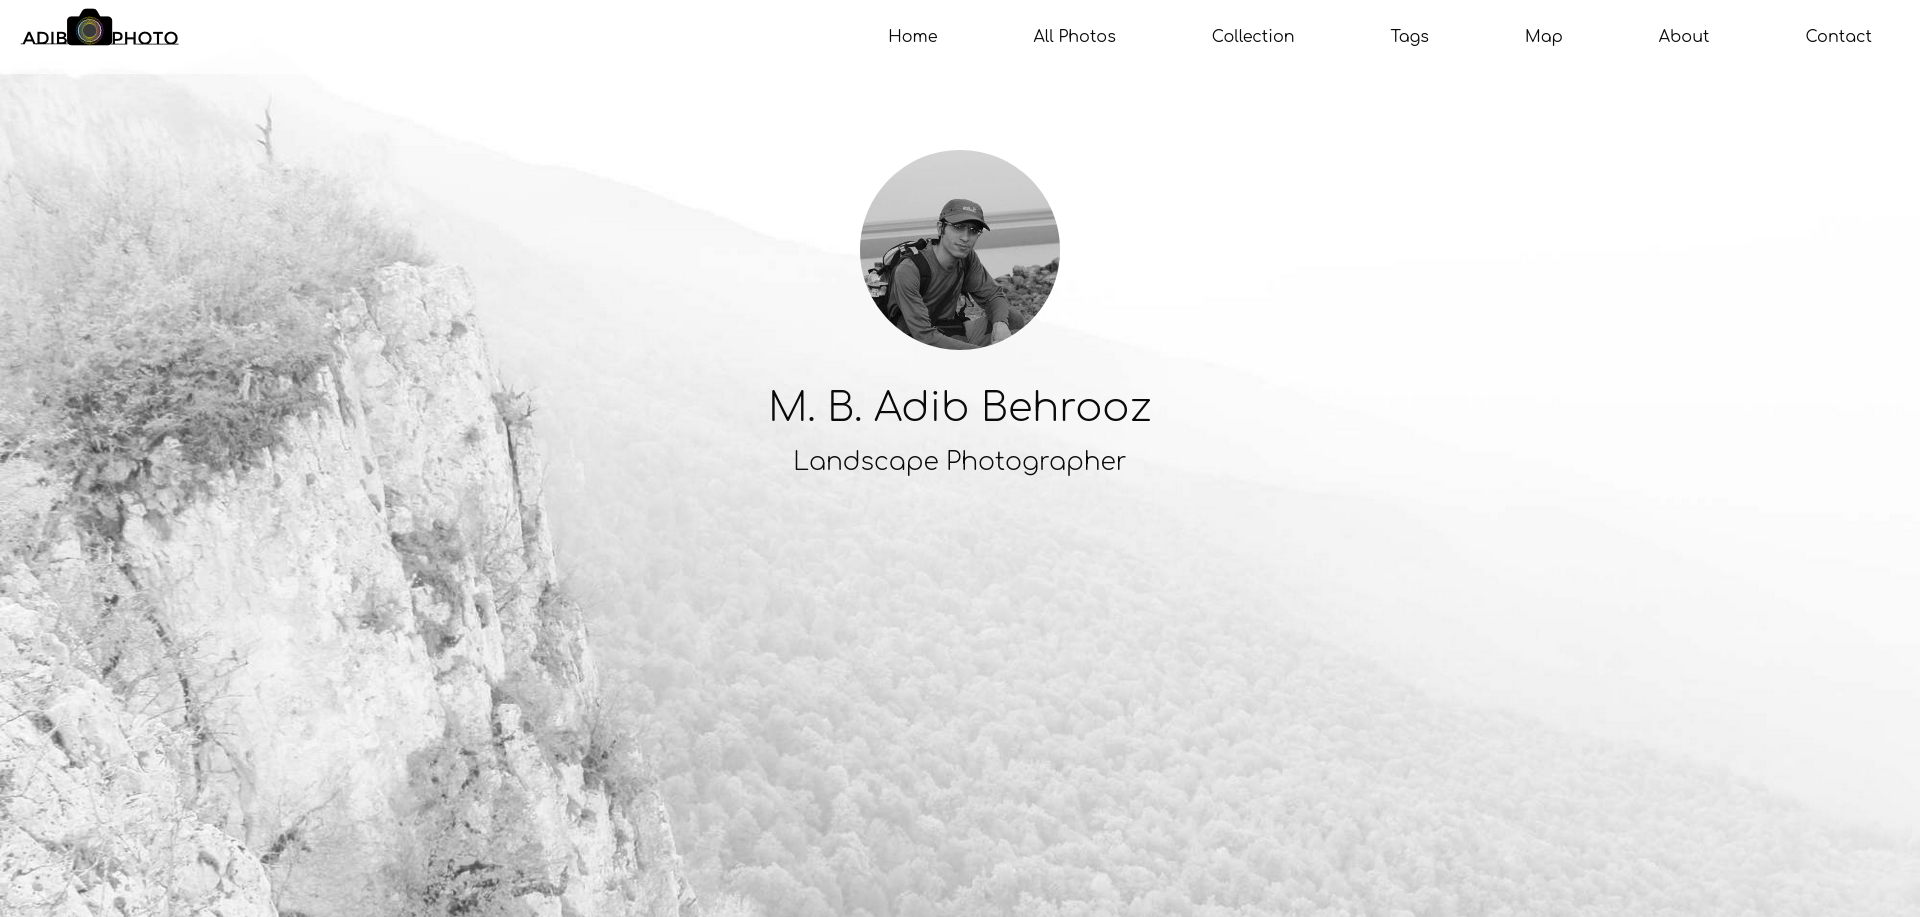 ADIB PHOTO
Home
All Photos
Collection
Tags
Map
About
Contact
M. B. Adib Behrooz
Landscape Photographer